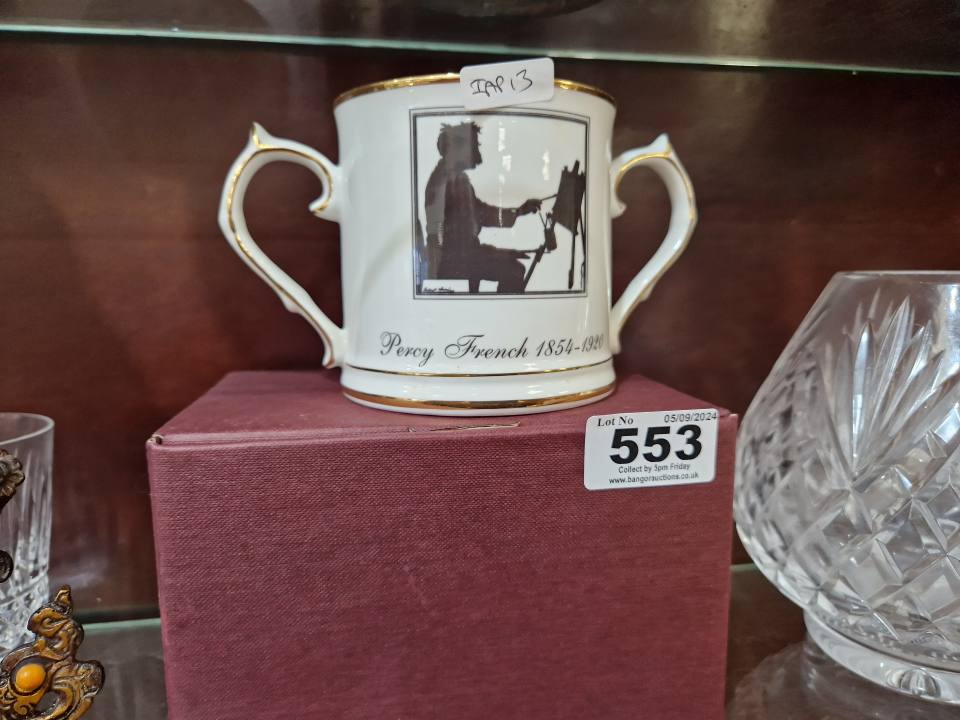 IAP 13
Percy French 1854-1920
Lot No 05/09/2024
553
Collect by 5pm Friday
www.bangorauctions.co.uk